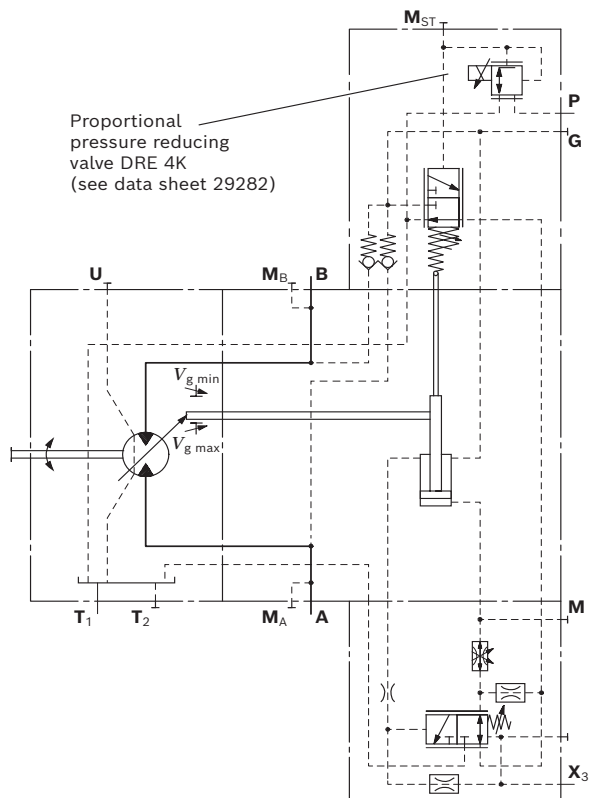 M_ST
P
Proportional
pressure reducing
valve DRE 4K
(see data sheet 29282)
G
U
M_B
B
V_g min
V_g max
T_1
T_2
M_A
A
M
X_3